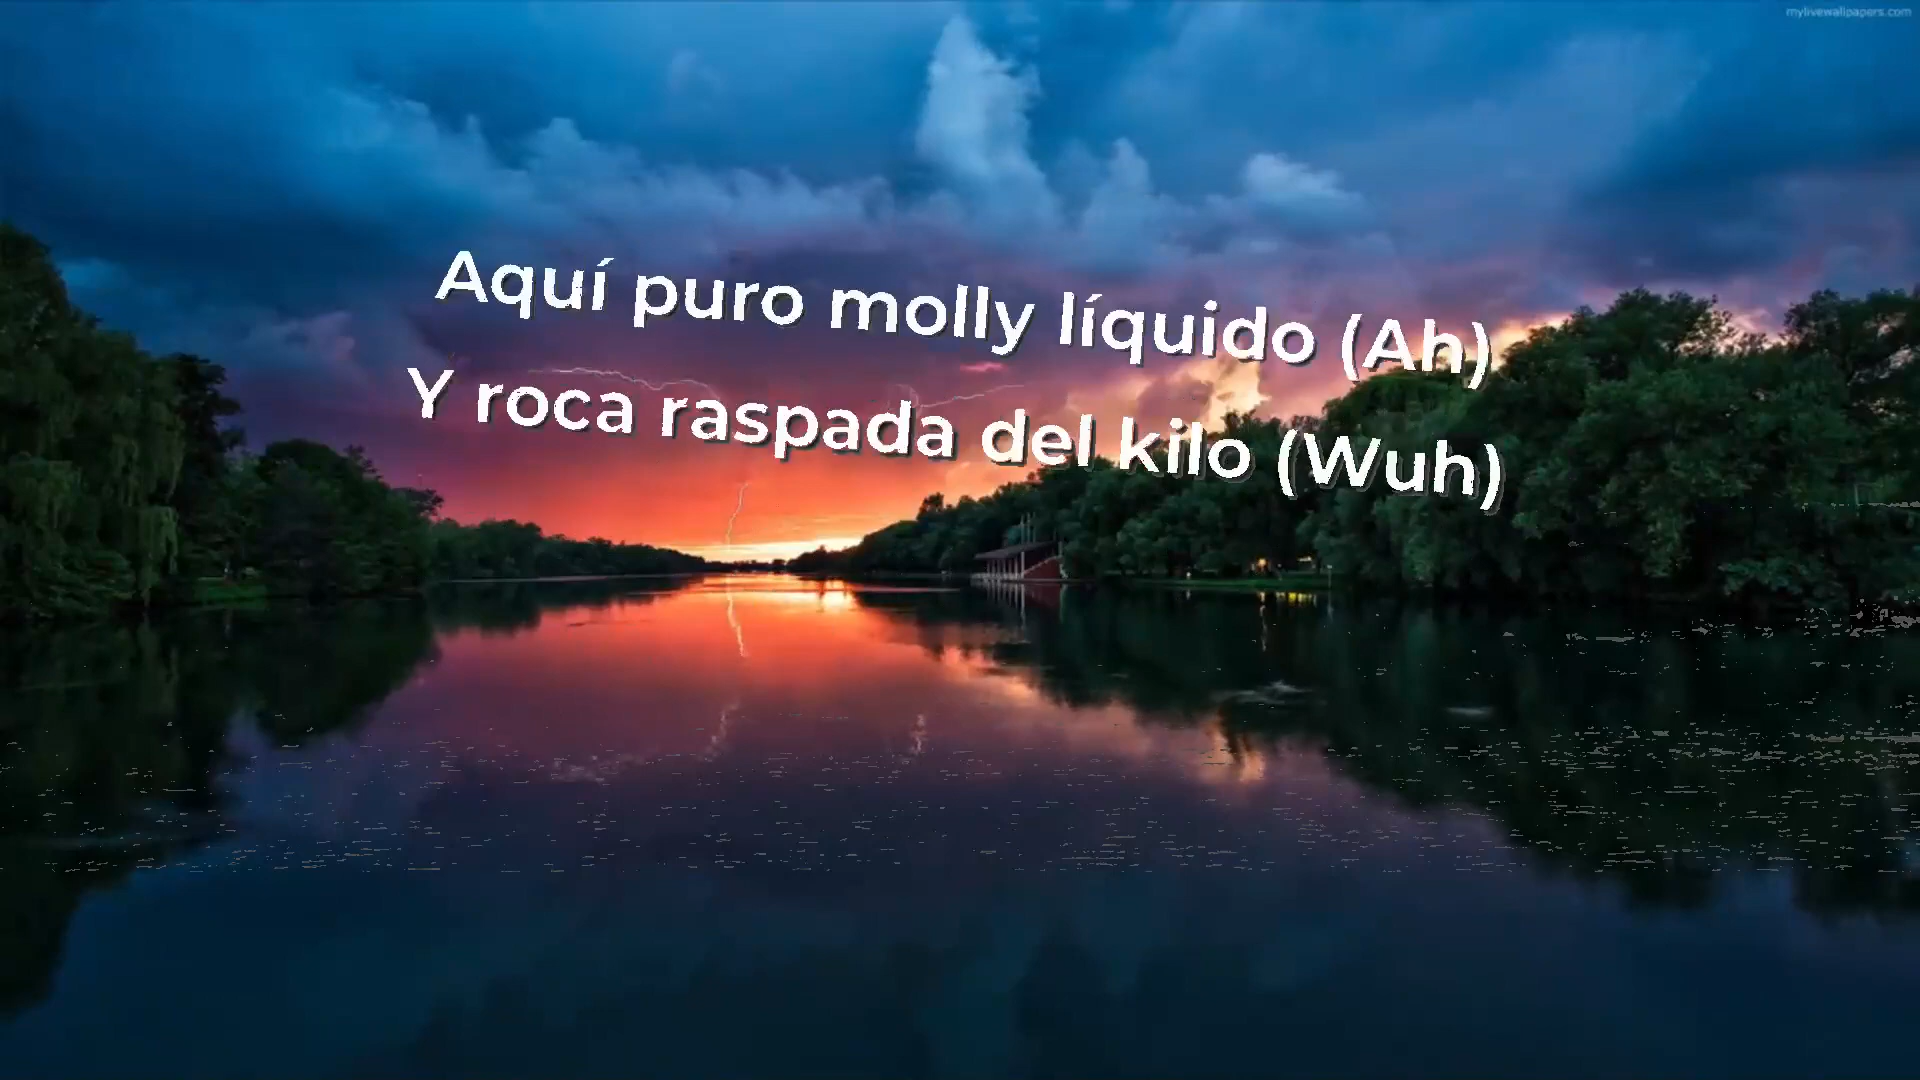 mylivewallpapers.com
Aquí puro molly líquido (Ah)
Y roca raspada del kilo (Wuh)